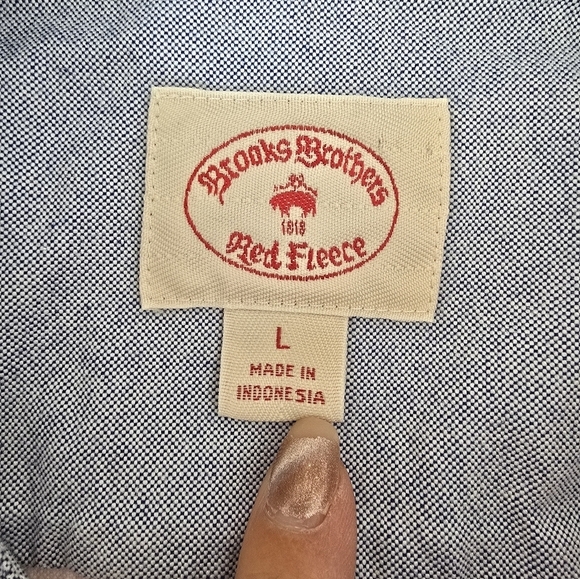 Brooks Brothers
1818
Red Fleece
L
MADE IN
INDONESIA